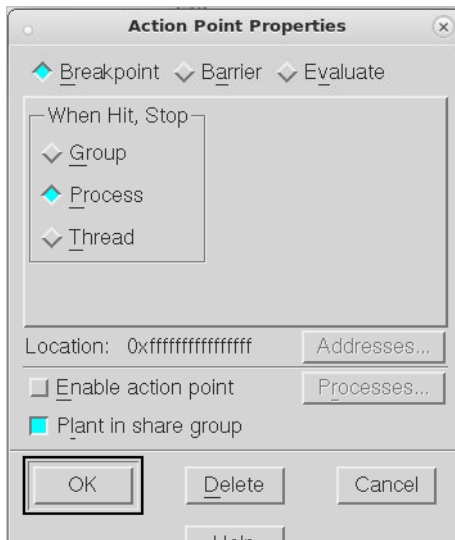 Action Point Properties
Breakpoint Barrier Evaluate
When Hit, Stop
Group
Process
Thread
Location: 0xffffffffffffffff Addresses...
Enable action point Processes...
Plant in share group
OK Delete Cancel
Help